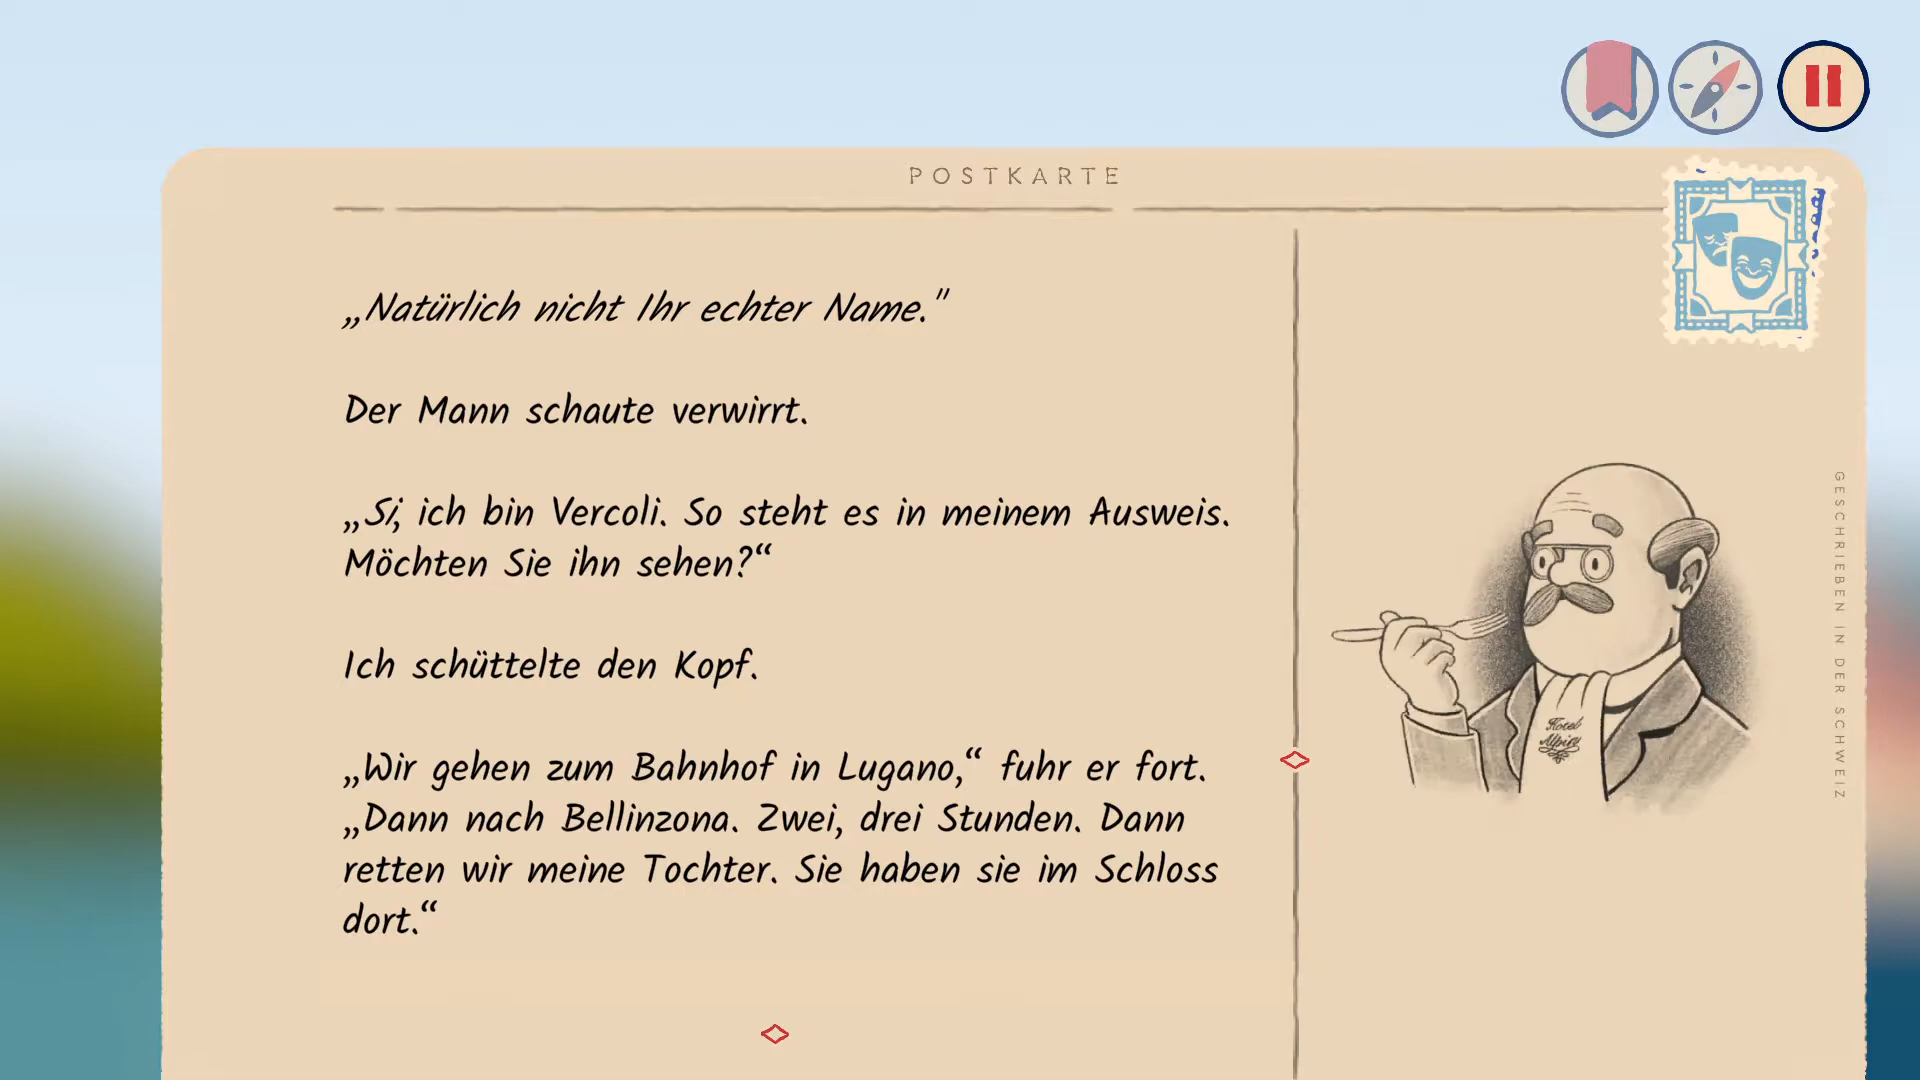 POSTKARTE
„Natürlich nicht Ihr echter Name."
Der Mann schaute verwirrt.
„Si, ich bin Vercoli. So steht es in meinem Ausweis.
Möchten Sie ihn sehen?“
Ich schüttelte den Kopf.
„Wir gehen zum Bahnhof in Lugano,“ fuhr er fort.
„Dann nach Bellinzona. Zwei, drei Stunden. Dann
retten wir meine Tochter. Sie haben sie im Schloss
dort.“
Hotel
Alpin
GESCHRIEBEN IN DER SCHWEIZ